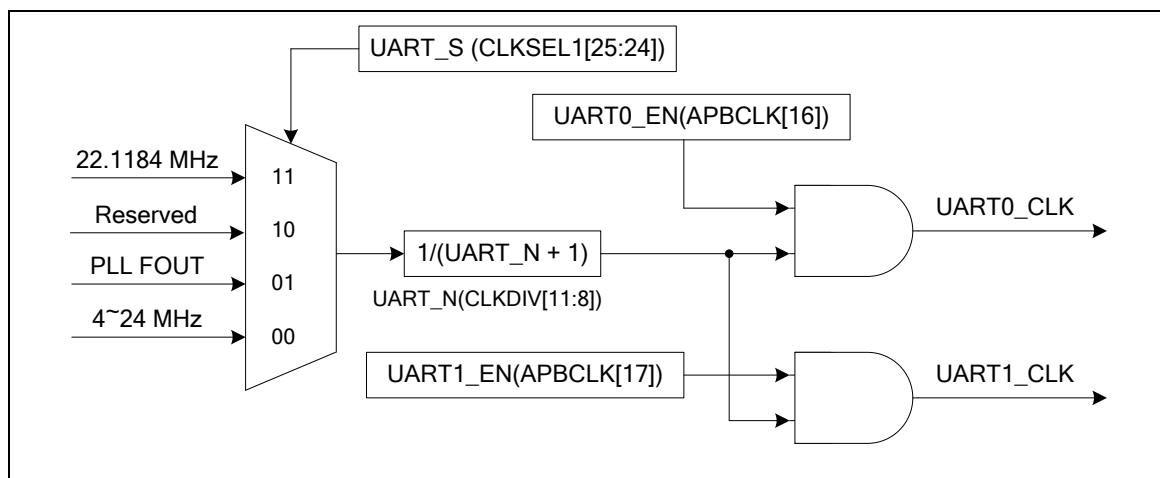 UART_S (CLKSEL1[25:24])
UART0_EN(APBCLK[16])
22.1184 MHz
11
Reserved
10
UART0_CLK
PLL FOUT
01
1/(UART_N + 1)
UART_N(CLKDIV[11:8])
4~24 MHz
00
UART1_EN(APBCLK[17])
UART1_CLK